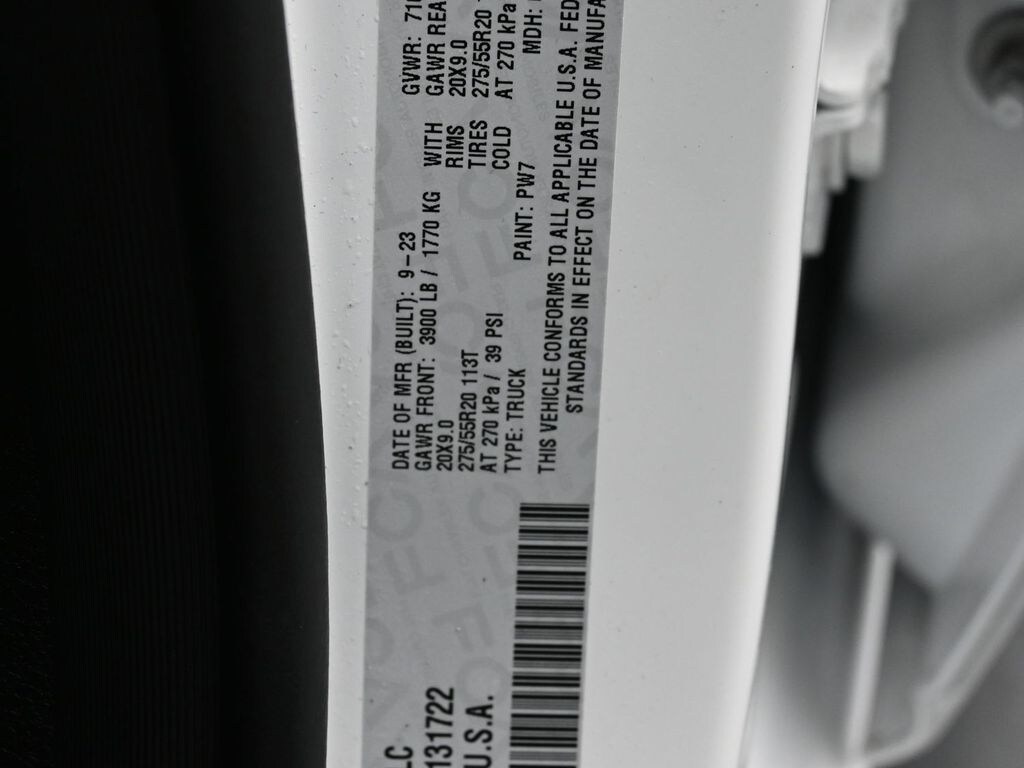 DATE OF MFR (BUILT): 9-23 GVWR: 710
GAWR FRONT: 3900 LB / 1770 KG WITH GAWR REA
20X9.0 RIMS 20X9.0
275/55R20 113T TIRES 275/55R20
AT 270 kPa / 39 PSI COLD AT 270 kPa
TYPE: TRUCK PAINT: PW7 MDH:
THIS VEHICLE CONFORMS TO ALL APPLICABLE U.S.A. FED
STANDARDS IN EFFECT ON THE DATE OF MANUFA
LC
131722
U.S.A.